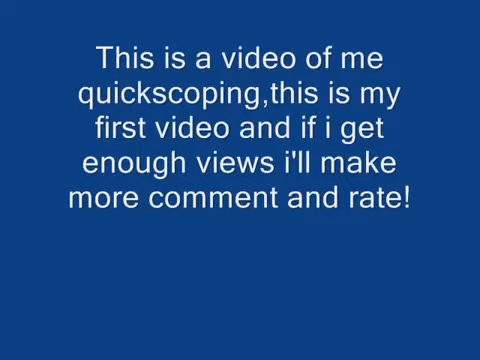 This is a video of me
quickscoping,this is my
first video and if i get
enough views i'll make
more comment and rate!